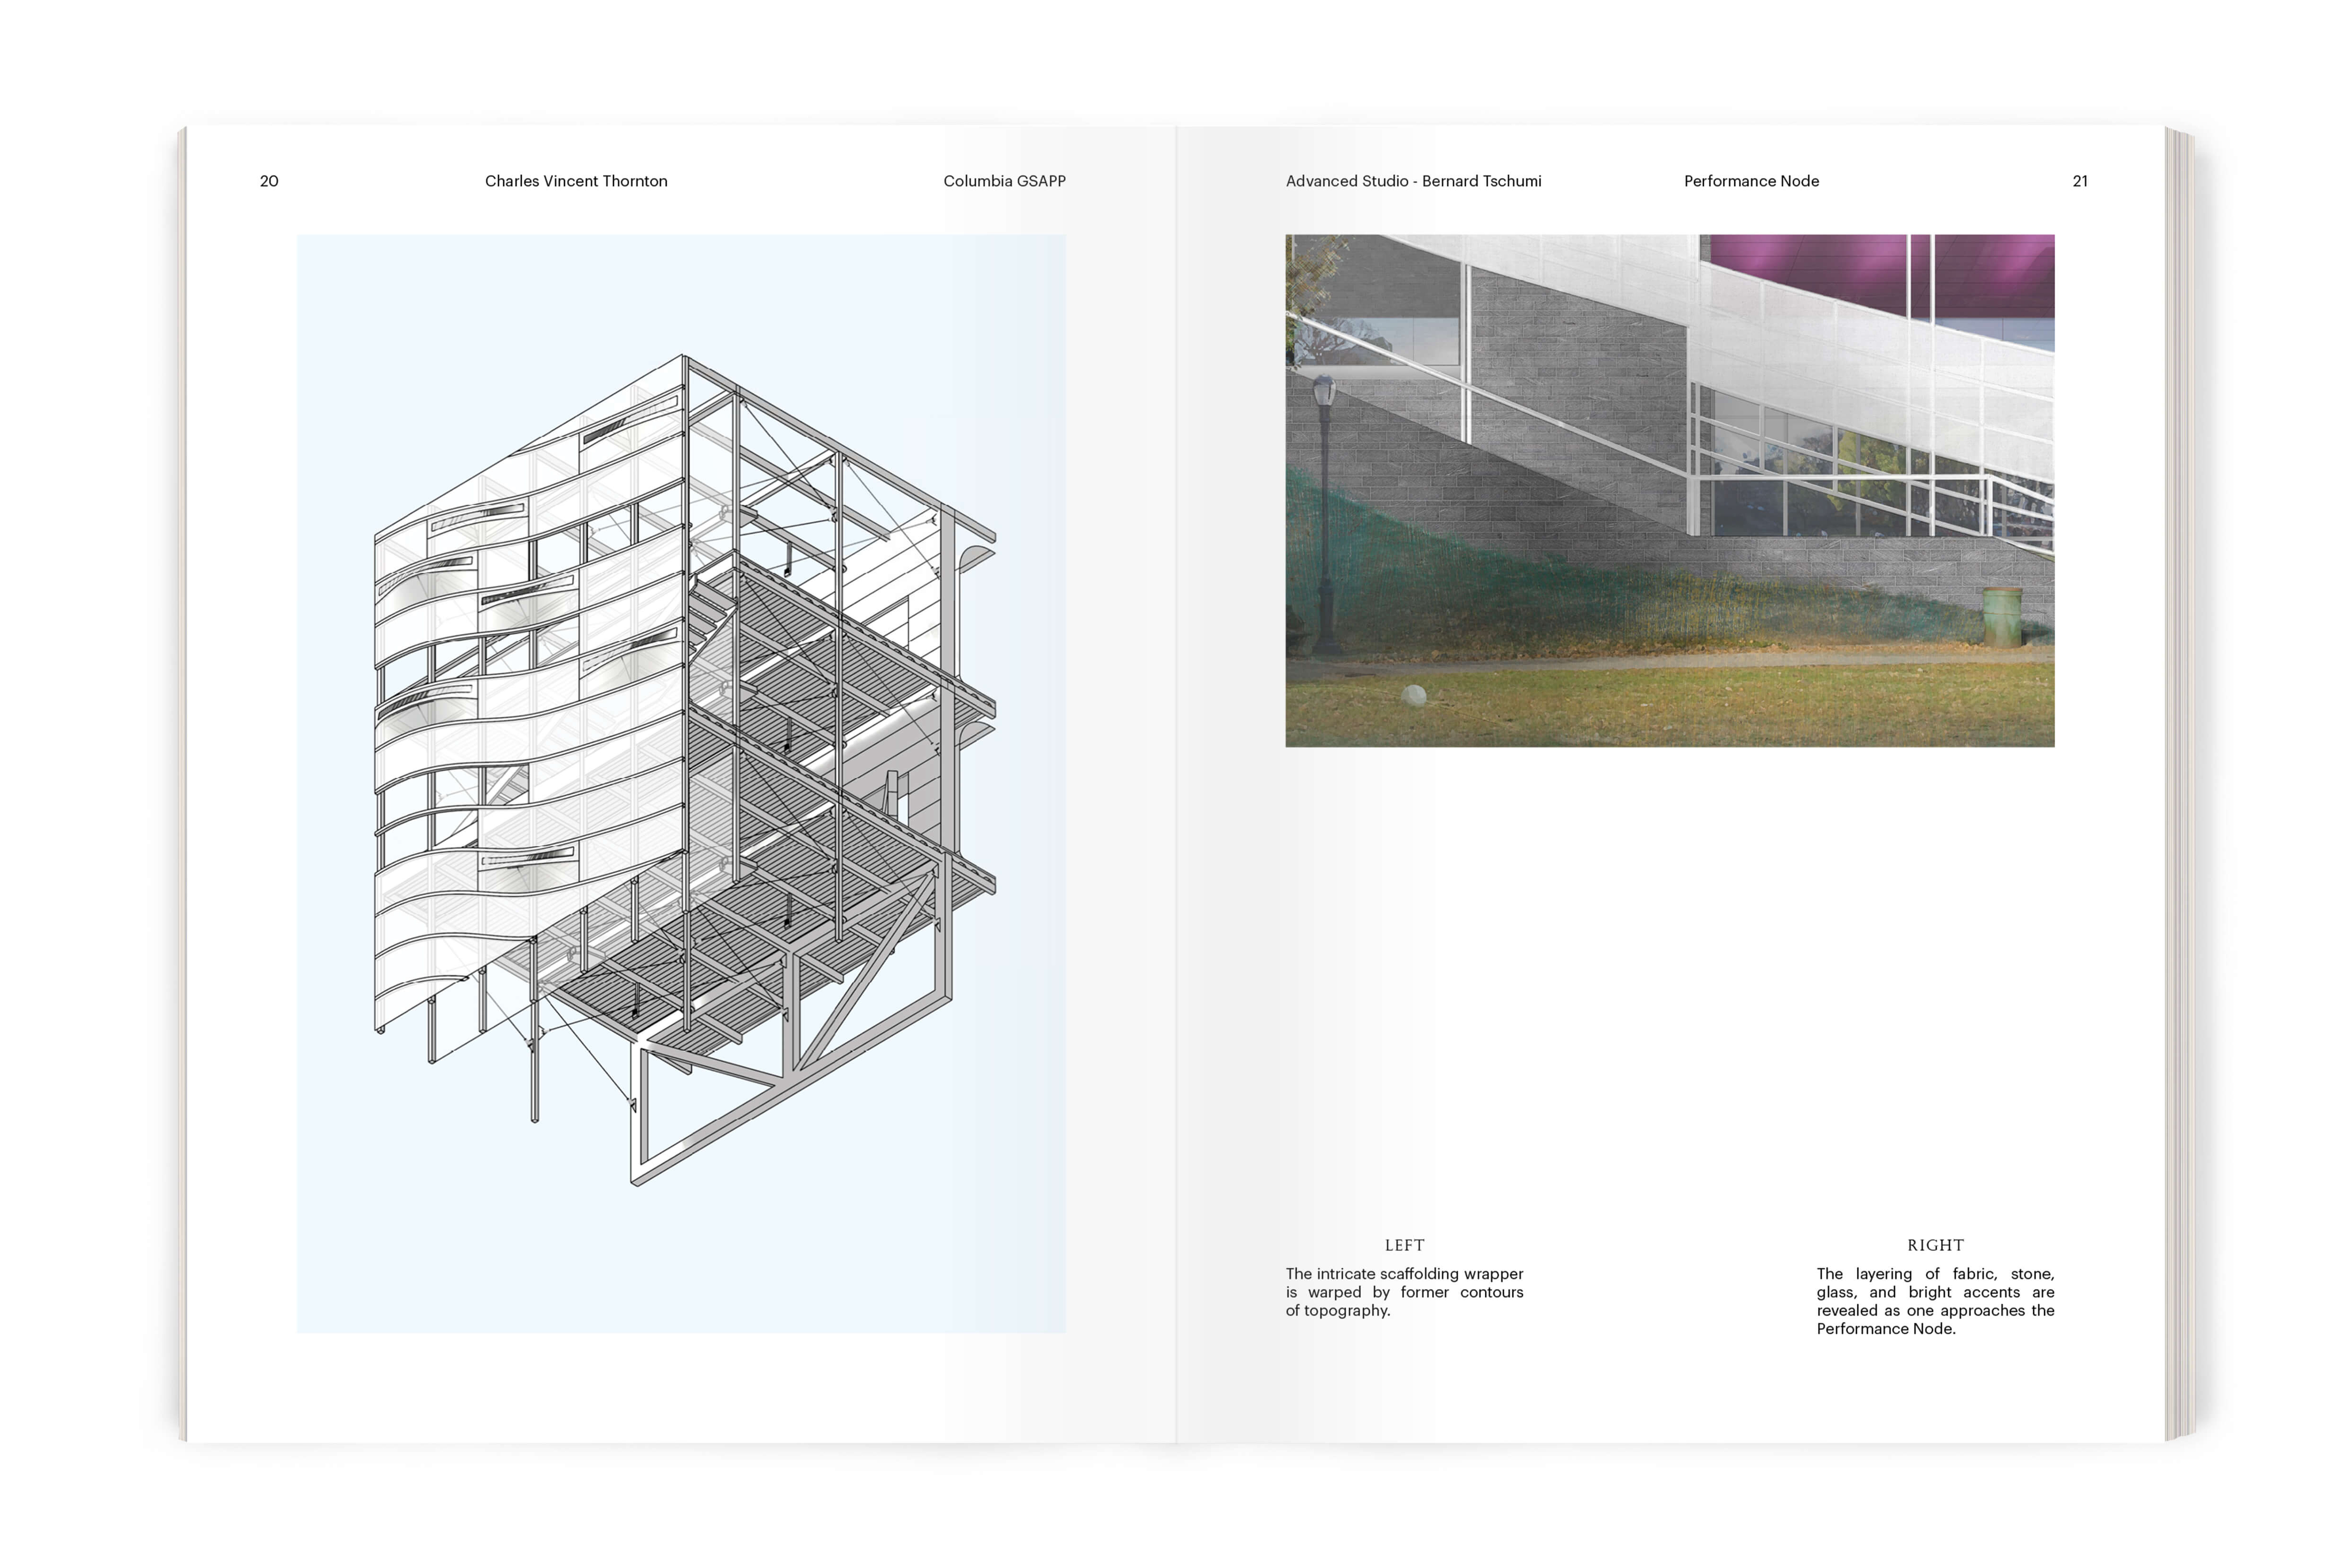 20 Charles Vincent Thornton Columbia GSAPP
Advanced Studio - Bernard Tschumi Performance Node 21
LEFT
The intricate scaffolding wrapper
is warped by former contours
of topography.
RIGHT
The layering of fabric, stone,
glass, and bright accents are
revealed as one approaches the
Performance Node.